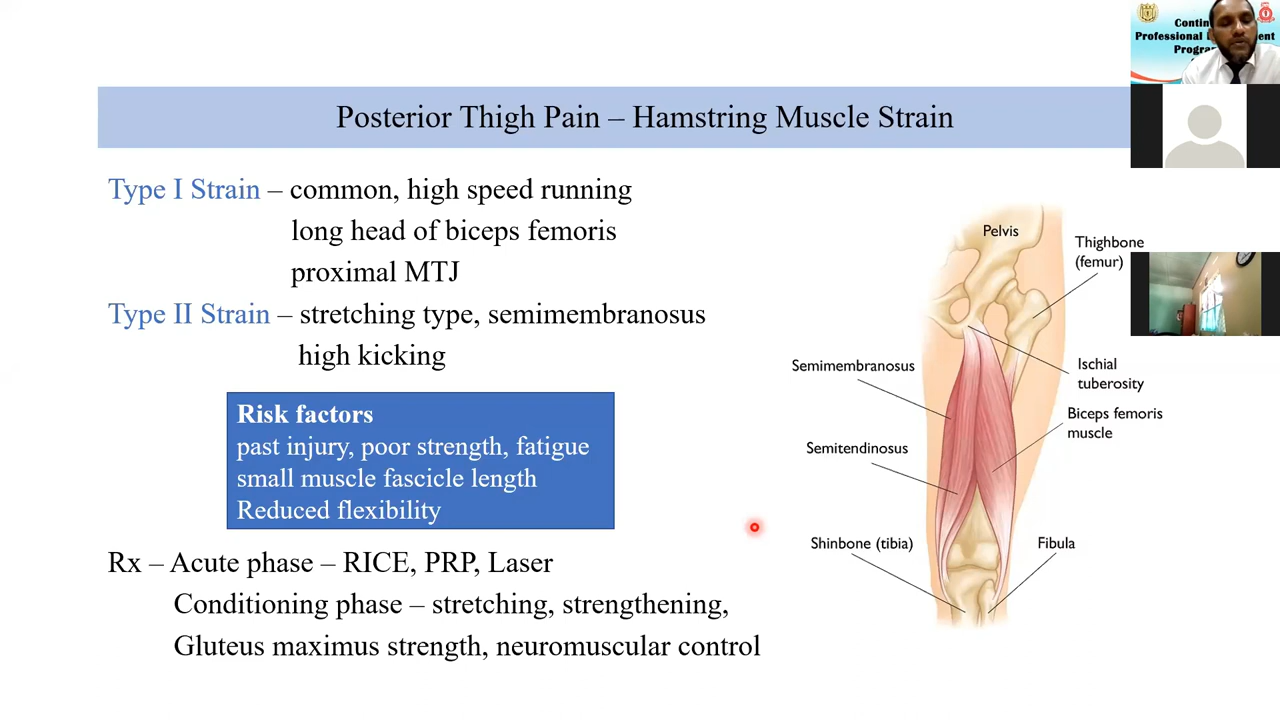 Posterior Thigh Pain – Hamstring Muscle Strain
Type I Strain – common, high speed running
long head of biceps femoris
proximal MTJ
Type II Strain – stretching type, semimembranosus
high kicking
Risk factors
past injury, poor strength, fatigue
small muscle fascicle length
Reduced flexibility
Rx – Acute phase – RICE, PRP, Laser
Conditioning phase – stretching, strengthening,
Gluteus maximus strength, neuromuscular control
Pelvis
Thighbone
(femur)
Semimembranosus
Ischial
tuberosity
Biceps femoris
muscle
Semitendinosus
Shinbone (tibia)
Fibula
Professional